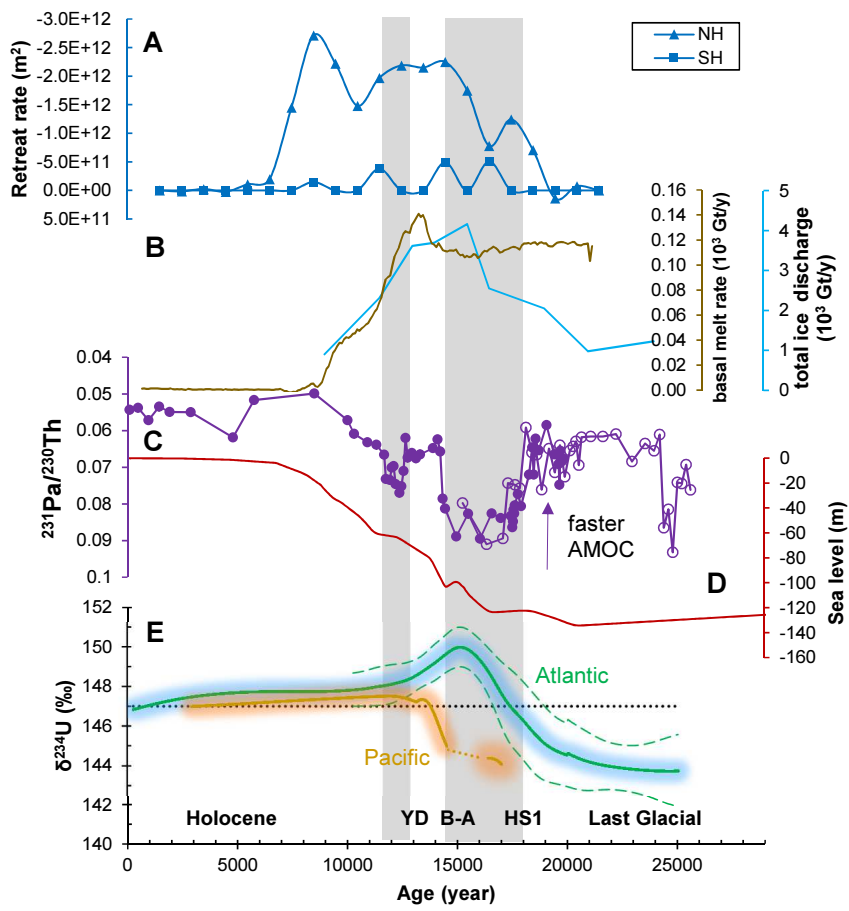 A
NH
SH
Retreat rate (m²)
-3.0E+12
-2.5E+12
-2.0E+12
-1.5E+12
-1.0E+12
-5.0E+11
0.0E+00
5.0E+11
B
0.16
0.14
0.12
0.10
0.08
0.06
0.04
0.02
0.00
basal melt rate (10³ Gt/y)
5
4
3
2
1
0
total ice discharge
(10³ Gt/y)
0.04
0.05
0.06
0.07
0.08
0.09
0.1
²³¹Pa/²³⁰Th
C
faster
AMOC
D
0
-20
-40
-60
-80
-100
-120
-140
-160
Sea level (m)
E
152
150
148
146
144
142
140
δ²³⁴U (‰)
Atlantic
Pacific
Holocene YD B-A HS1 Last Glacial
0 5000 10000 15000 20000 25000
Age (year)